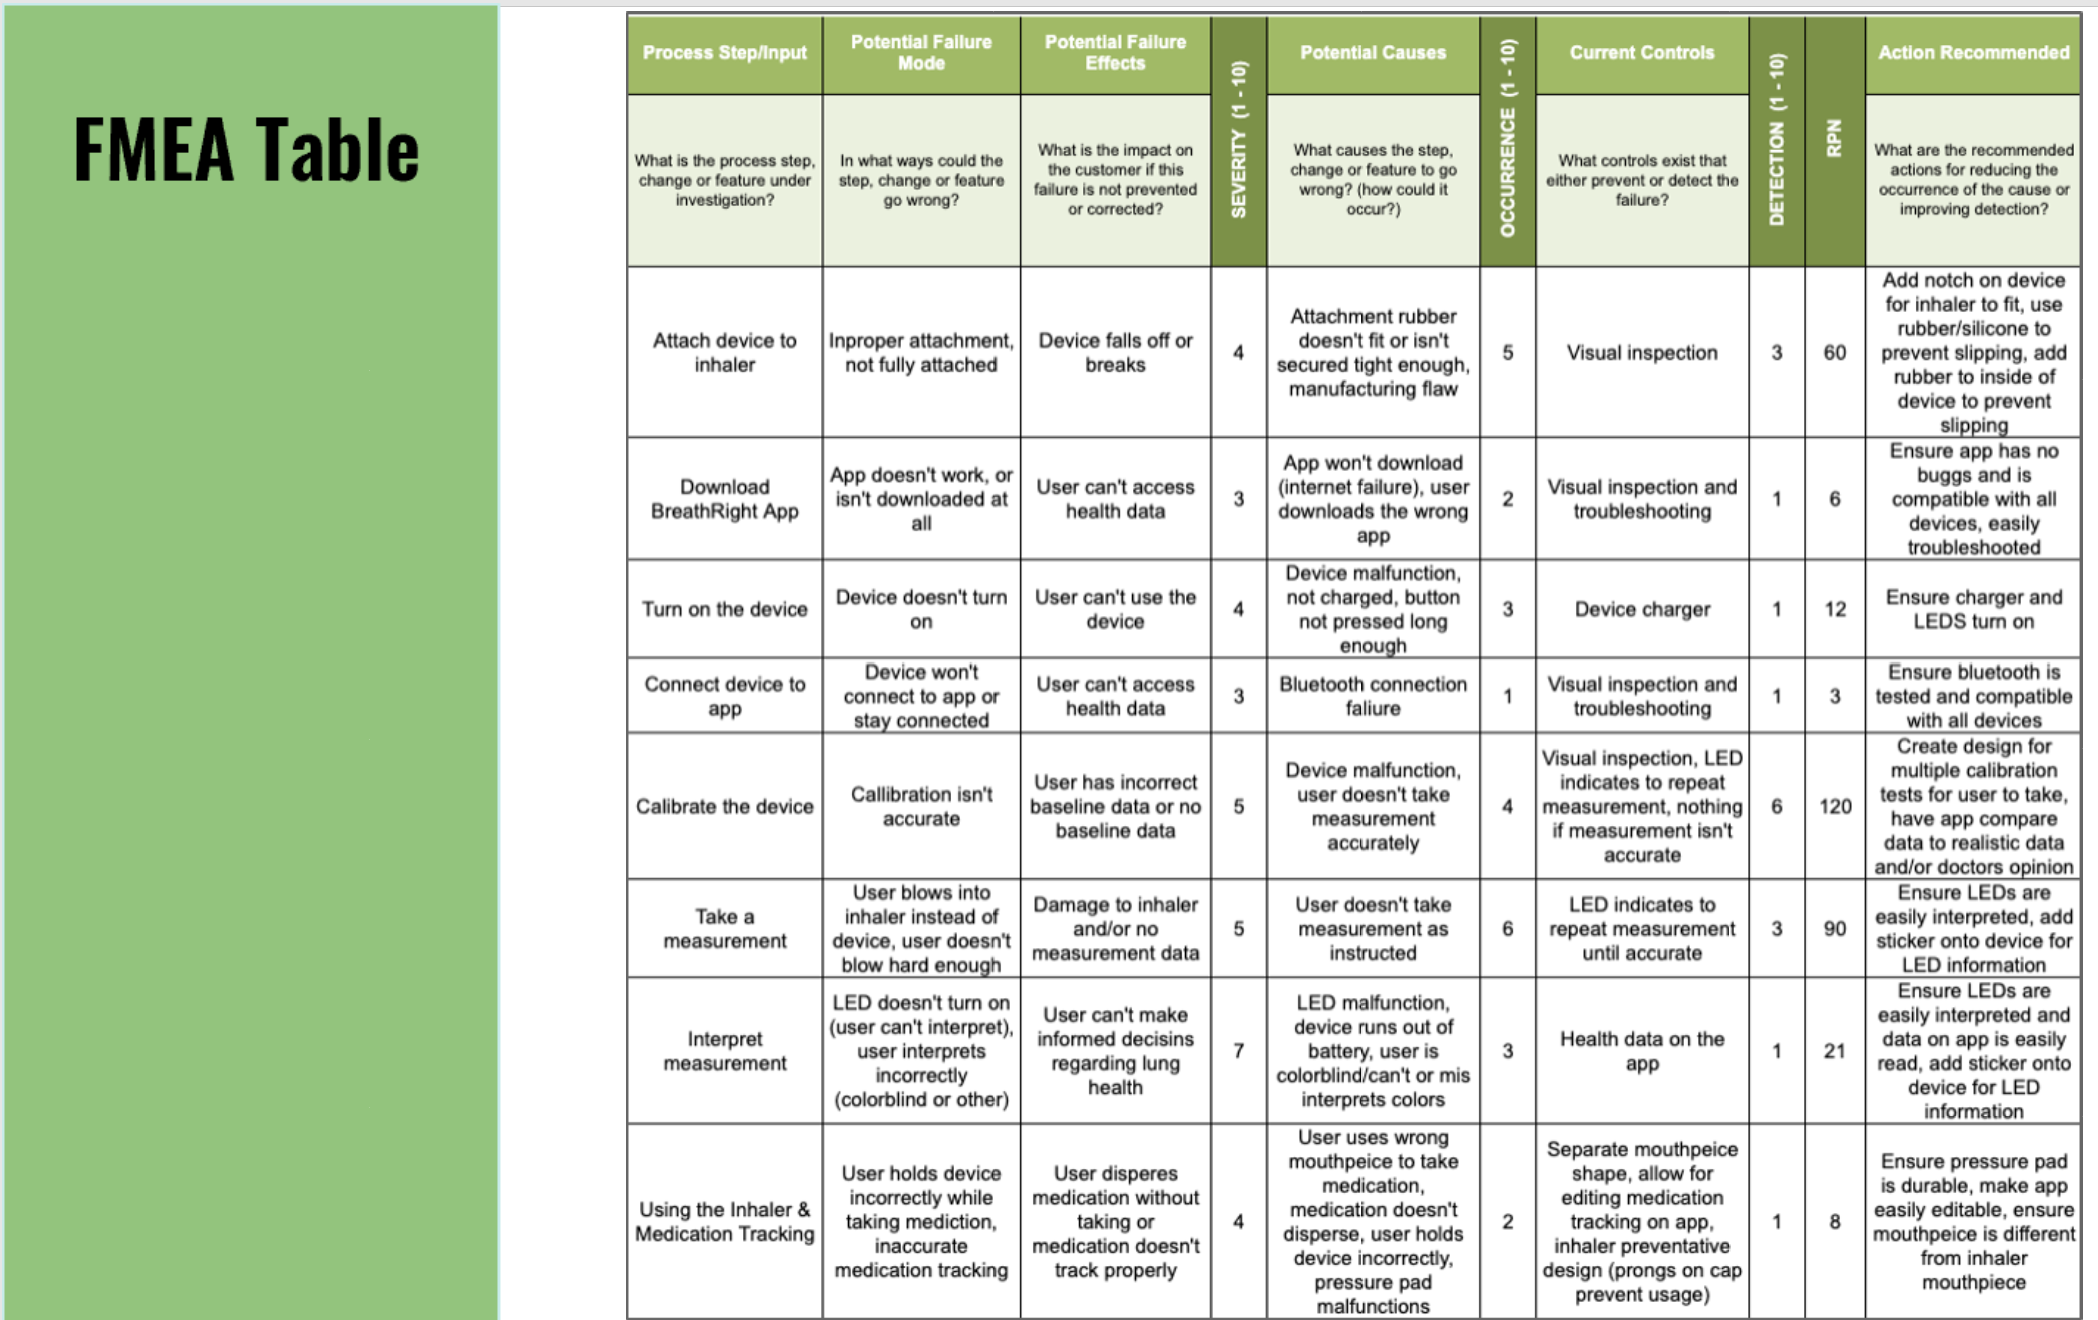 FMEA Table
Process Step/Input
Potential Failure
Mode
Potential Failure
Effects
SEVERITY (1 - 10)
Potential Causes
OCCURRENCE (1 - 10)
Current Controls
DETECTION (1 - 10)
RPN
Action Recommended
What is the process step,
change or feature under
investigation?
In what ways could the
step, change or feature
go wrong?
What is the impact on
the customer if this
failure is not prevented
or corrected?
What causes the step,
change or feature to go
wrong? (how could it
occur?)
What controls exist that
either prevent or detect the
failure?
What are the recommended
actions for reducing the
occurrence of the cause or
improving detection?
Attach device to
inhaler
Inproper attachment,
not fully attached
Device falls off or
breaks
4
Attachment rubber
doesn't fit or isn't
secured tight enough,
manufacturing flaw
5
Visual inspection
3
60
Add notch on device
for inhaler to fit, use
rubber/silicone to
prevent slipping, add
rubber to inside of
device to prevent
slipping
Download
BreathRight App
App doesn't work, or
isn't downloaded at
all
User can't access
health data
3
App won't download
(internet failure), user
downloads the wrong
app
2
Visual inspection and
troubleshooting
1
6
Ensure app has no
buggs and is
compatible with all
devices, easily
troubleshooted
Turn on the device
Device doesn't turn
on
User can't use the
device
4
Device malfunction,
not charged, button
not pressed long
enough
3
Device charger
1
12
Ensure charger and
LEDS turn on
Connect device to
app
Device won't
connect to app or
stay connected
User can't access
health data
3
Bluetooth connection
faliure
1
Visual inspection and
troubleshooting
1
3
Ensure bluetooth is
tested and compatible
with all devices
Calibrate the device
Callibration isn't
accurate
User has incorrect
baseline data or no
baseline data
5
Device malfunction,
user doesn't take
measurement
accurately
4
Visual inspection, LED
indicates to repeat
measurement, nothing
if measurement isn't
accurate
6
120
Create design for
multiple calibration
tests for user to take,
have app compare
data to realistic data
and/or doctors opinion
Take a
measurement
User blows into
inhaler instead of
device, user doesn't
blow hard enough
Damage to inhaler
and/or no
measurement data
5
User doesn't take
measurement as
instructed
6
LED indicates to
repeat measurement
until accurate
3
90
Ensure LEDs are
easily interpreted, add
sticker onto device for
LED information
Interpret
measurement
LED doesn't turn on
(user can't interpret),
user interprets
incorrectly
(colorblind or other)
User can't make
informed decisins
regarding lung
health
7
LED malfunction,
device runs out of
battery, user is
colorblind/can't or mis
interprets colors
3
Health data on the
app
1
21
Ensure LEDs are
easily interpreted and
data on app is easily
read, add sticker onto
device for LED
information
Using the Inhaler &
Medication Tracking
User holds device
incorrectly while
taking mediction,
inaccurate
medication tracking
User disperes
medication without
taking or
medication doesn't
track properly
4
User uses wrong
mouthpeice to take
medication,
medication doesn't
disperse, user holds
device incorrectly,
pressure pad
malfunctions
2
Separate mouthpeice
shape, allow for
editing medication
tracking on app,
inhaler preventative
design (prongs on cap
prevent usage)
1
8
Ensure pressure pad
is durable, make app
easily editable, ensure
mouthpeice is different
from inhaler
mouthpiece